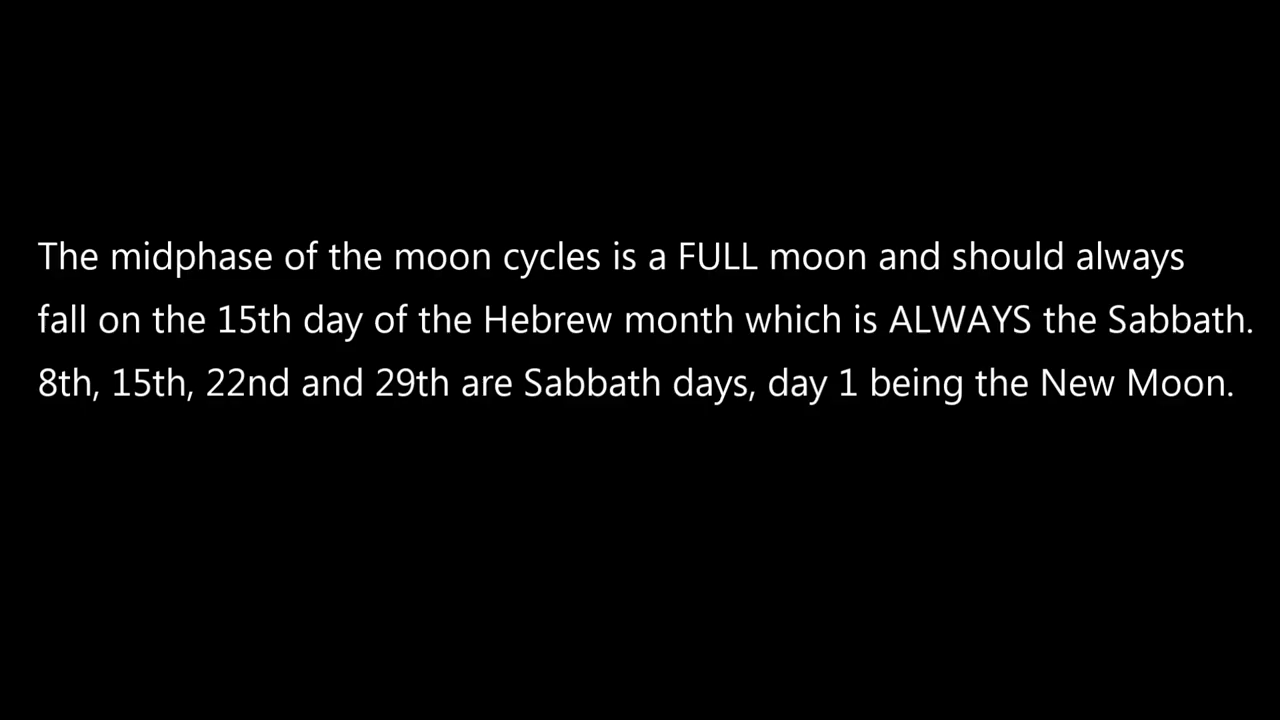 The midphase of the moon cycles is a FULL moon and should always
fall on the 15th day of the Hebrew month which is ALWAYS the Sabbath.
8th, 15th, 22nd and 29th are Sabbath days, day 1 being the New Moon.